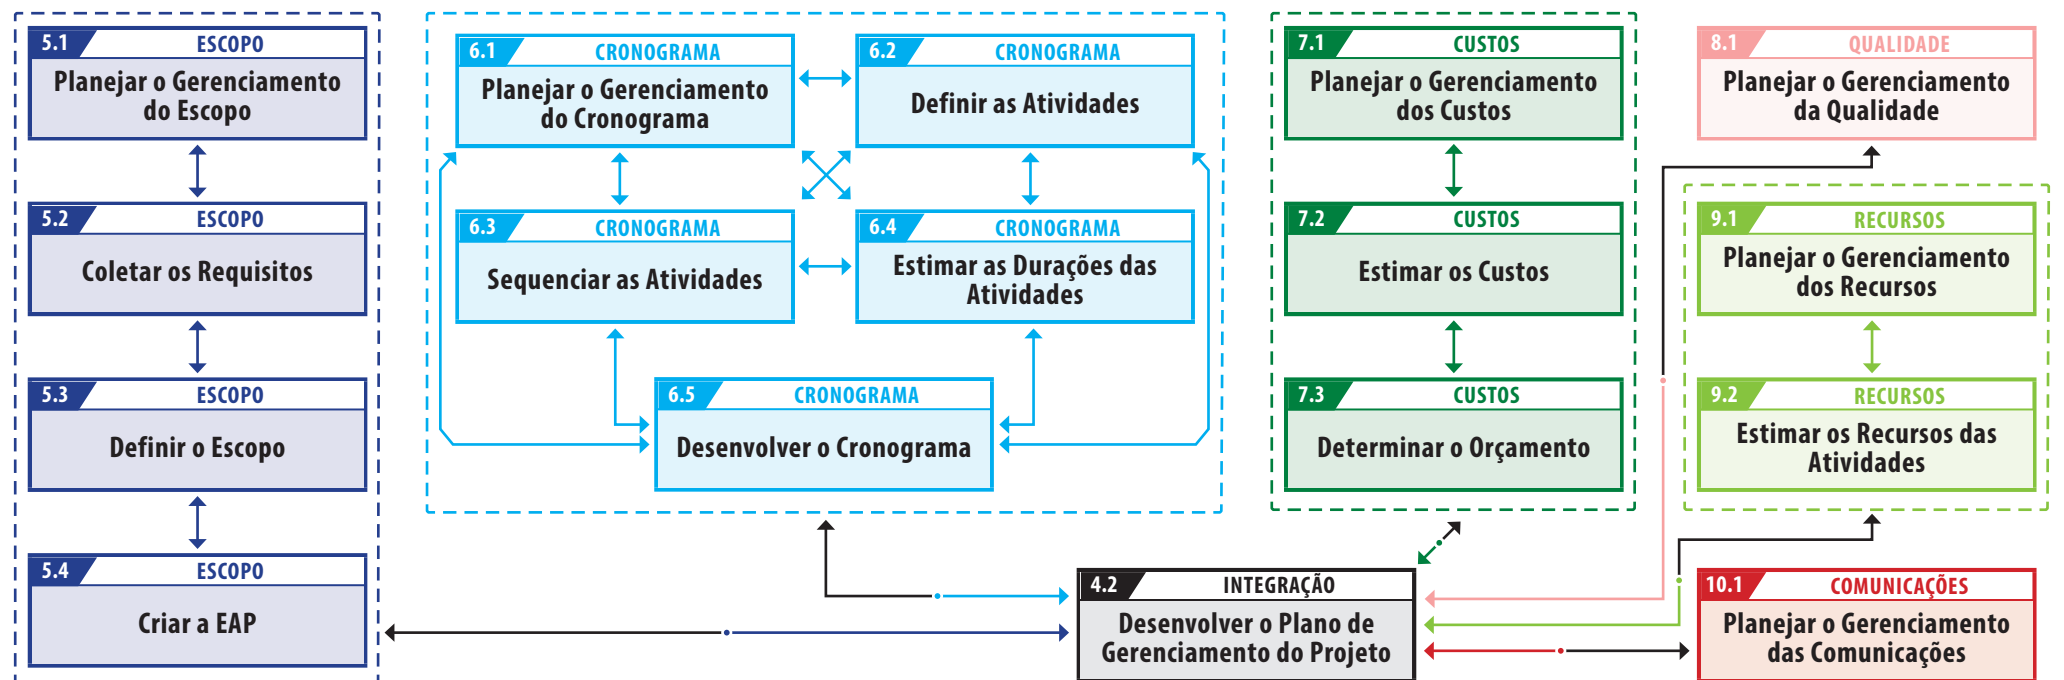 5.1 ESCOPO
Planejar o Gerenciamento
do Escopo
5.2 ESCOPO
Coletar os Requisitos
5.3 ESCOPO
Definir o Escopo
5.4 ESCOPO
Criar a EAP
6.1 CRONOGRAMA
Planejar o Gerenciamento
do Cronograma
6.2 CRONOGRAMA
Definir as Atividades
6.3 CRONOGRAMA
Sequenciar as Atividades
6.4 CRONOGRAMA
Estimar as Durações das
Atividades
6.5 CRONOGRAMA
Desenvolver o Cronograma
7.1 CUSTOS
Planejar o Gerenciamento
dos Custos
7.2 CUSTOS
Estimar os Custos
7.3 CUSTOS
Determinar o Orçamento
4.2 INTEGRAÇÃO
Desenvolver o Plano de
Gerenciamento do Projeto
8.1 QUALIDADE
Planejar o Gerenciamento
da Qualidade
9.1 RECURSOS
Planejar o Gerenciamento
dos Recursos
9.2 RECURSOS
Estimar os Recursos das
Atividades
10.1 COMUNICAÇÕES
Planejar o Gerenciamento
das Comunicações